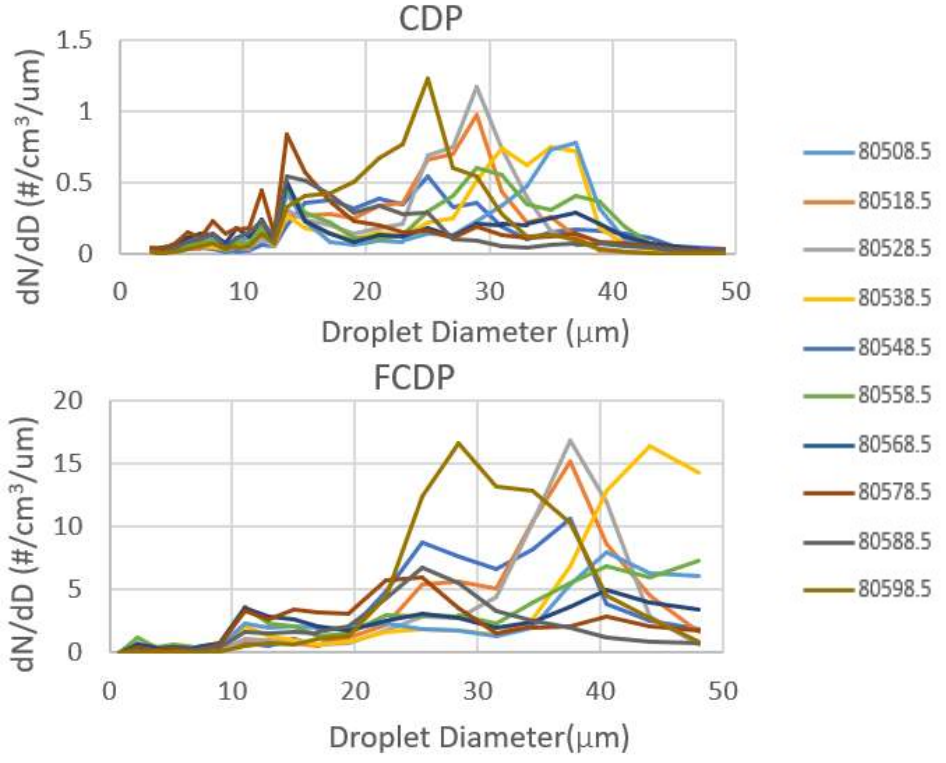 CDP
dN/dD (#/cm³/um)
1.5
1
0.5
0
0 10 20 30 40 50
Droplet Diameter (μm)
FCDP
dN/dD (#/cm³/um)
20
15
10
5
0
0 10 20 30 40 50
Droplet Diameter(μm)
80508.5
80518.5
80528.5
80538.5
80548.5
80558.5
80568.5
80578.5
80588.5
80598.5